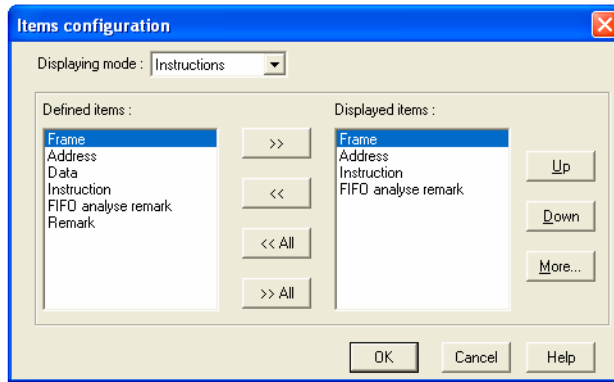 Items configuration
Displaying mode : Instructions
Defined items :
Frame
Address
Data
Instruction
FIFO analyse remark
Remark
>>
<<
<< All
>> All
Displayed items :
Frame
Address
Instruction
FIFO analyse remark
Up
Down
More...
OK
Cancel
Help